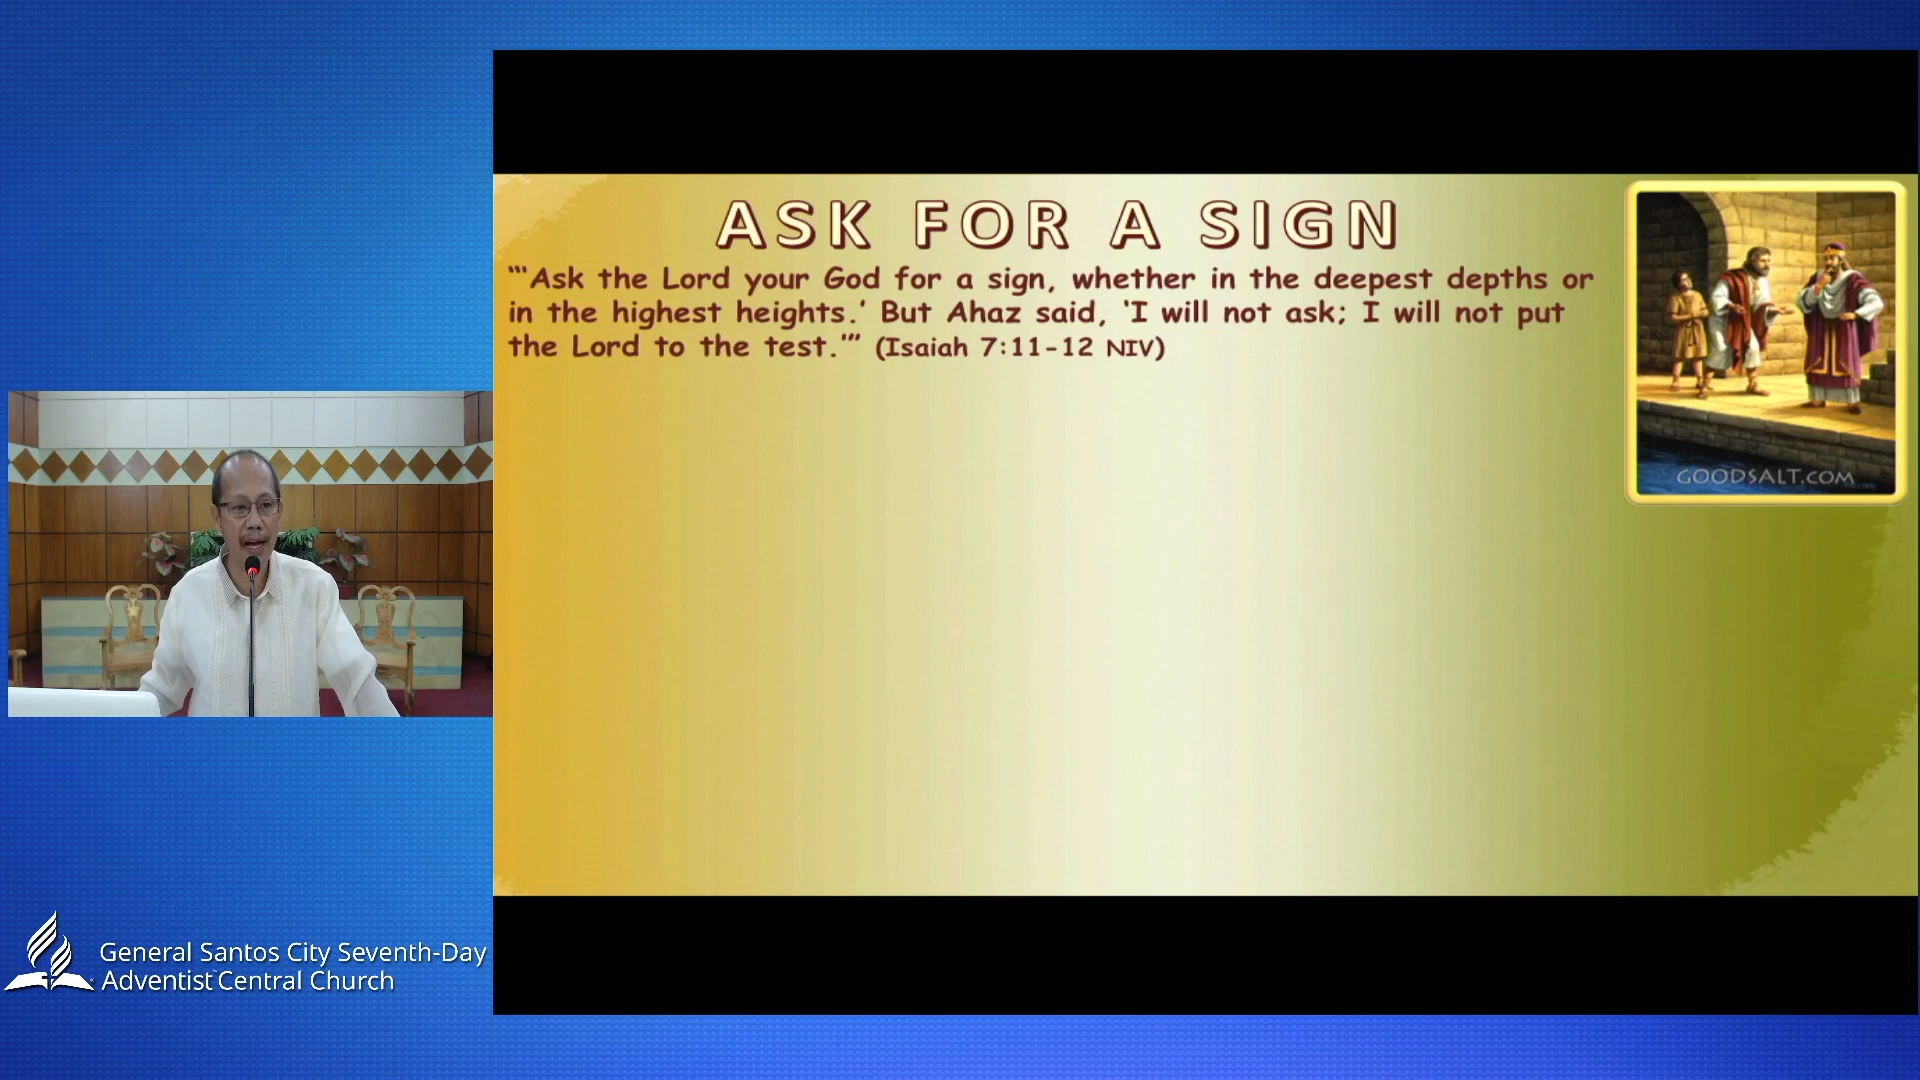 ASK FOR A SIGN
“‘Ask the Lord your God for a sign, whether in the deepest depths or
in the highest heights.’ But Ahaz said, ‘I will not ask; I will not put
the Lord to the test.’” (Isaiah 7:11-12 NIV)
GOODSALT.COM
General Santos City Seventh-Day
Adventist Central Church